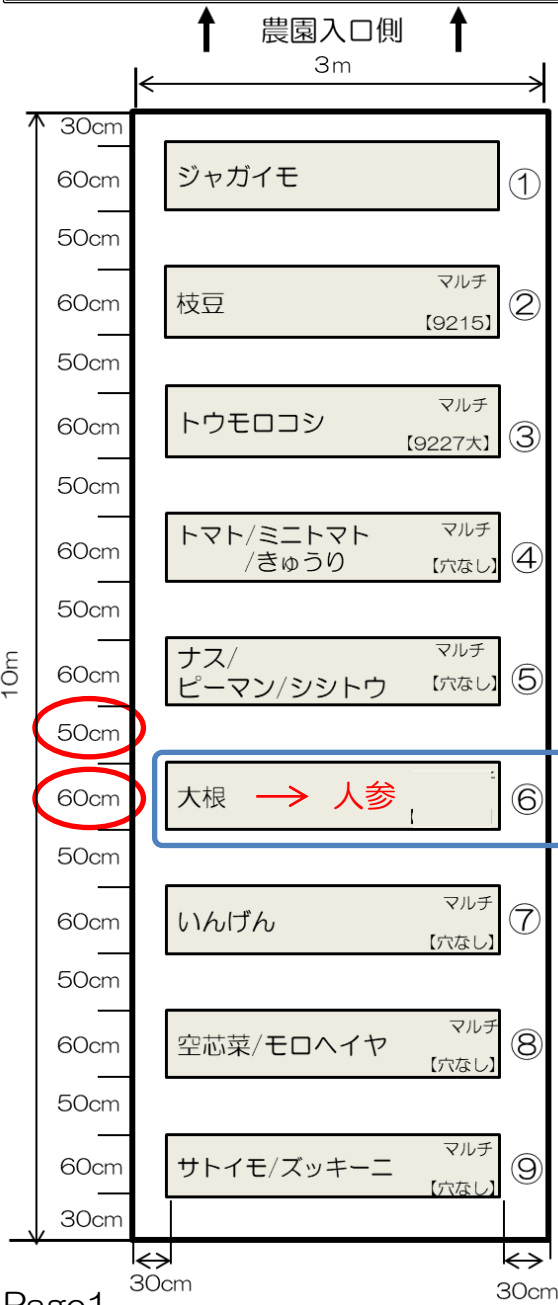 農園入口側
3m
30cm
60cm
ジャガイモ
①
50cm
60cm
枝豆
マルチ
【9215】
②
50cm
60cm
トウモロコシ
マルチ
【9227大】
③
50cm
60cm
トマト/ミニトマト
/きゅうり
マルチ
【穴なし】
④
50cm
10m
60cm
ナス/
ピーマン/シシトウ
マルチ
【穴なし】
⑤
50cm
60cm
大根 → 人参
⑥
50cm
60cm
いんげん
マルチ
【穴なし】
⑦
50cm
60cm
空芯菜/モロヘイヤ
マルチ
【穴なし】
⑧
50cm
60cm
サトイモ/ズッキーニ
マルチ
【穴なし】
⑨
30cm
30cm
30cm
Page1